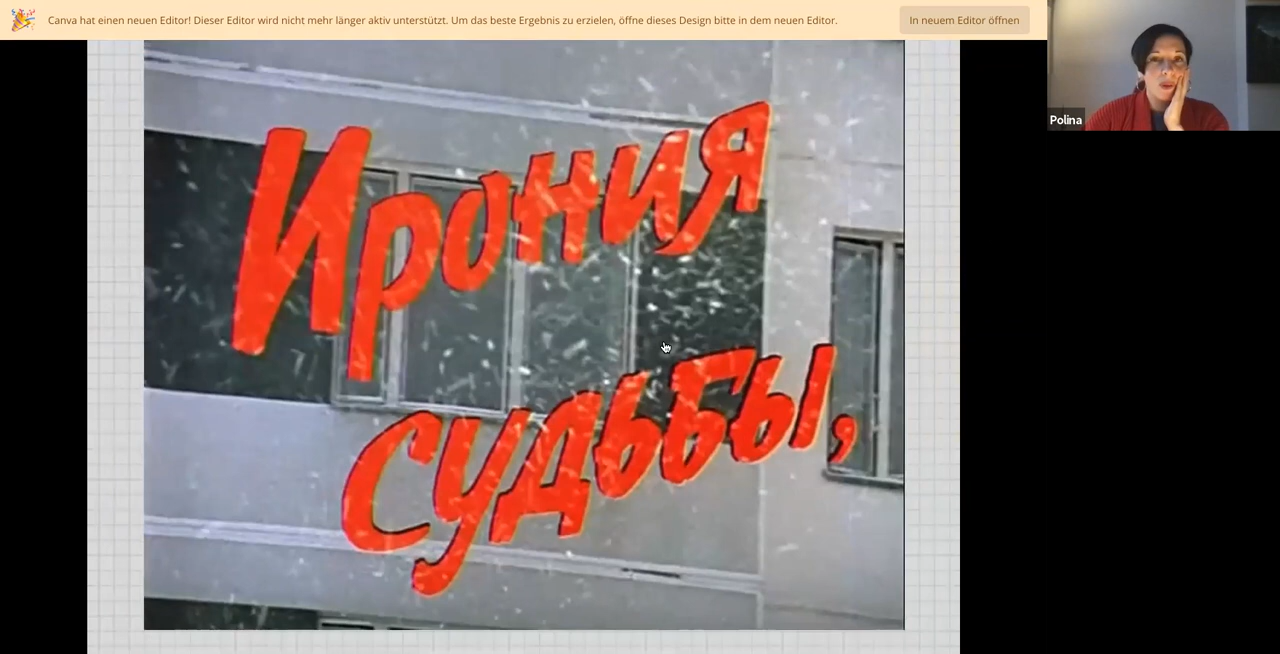 Canva hat einen neuen Editor! Dieser Editor wird nicht mehr länger aktiv unterstützt. Um das beste Ergebnis zu erzielen, öffne dieses Design bitte in dem neuen Editor.
In neuem Editor öffnen
Polina
Ирония
судьбы,